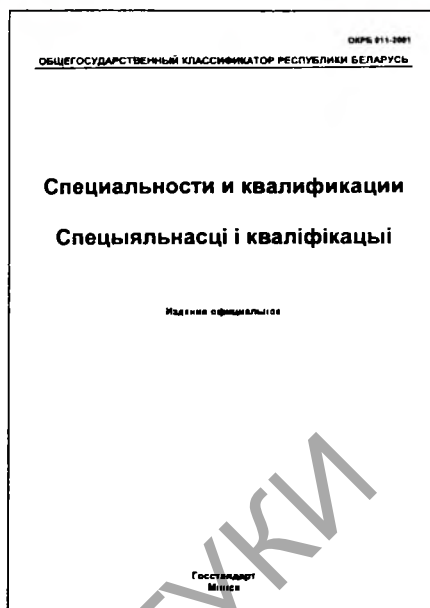 ОКРБ 011-2001
ОБЩЕГОСУДАРСТВЕННЫЙ КЛАССИФИКАТОР РЕСПУБЛИКИ БЕЛАРУСЬ
Специальности и квалификации
Спецыяльнасці і кваліфікацыі
Издание официальное
Госстандарт
Минск